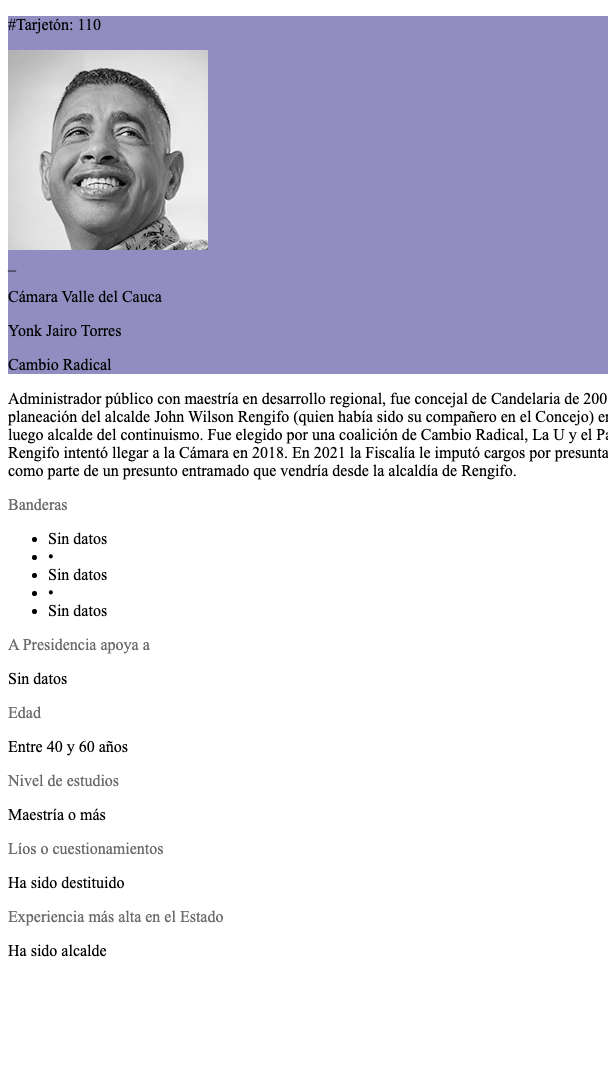 #Tarjetón: 110
_
Cámara Valle del Cauca
Yonk Jairo Torres
Cambio Radical
Administrador público con maestría en desarrollo regional, fue concejal de Candelaria de 200
planeación del alcalde John Wilson Rengifo (quien había sido su compañero en el Concejo)
luego alcalde del continuismo. Fue elegido por una coalición de Cambio Radical, La U y el
Rengifo intentó llegar a la Cámara en 2018. En 2021 la Fiscalía le imputó cargos por presunta
como parte de un presunto entramado que vendría desde la alcaldía de Rengifo.
Banderas
• Sin datos
• •
• Sin datos
• •
• Sin datos
A Presidencia apoya a
Sin datos
Edad
Entre 40 y 60 años
Nivel de estudios
Maestría o más
Líos o cuestionamientos
Ha sido destituido
Experiencia más alta en el Estado
Ha sido alcalde